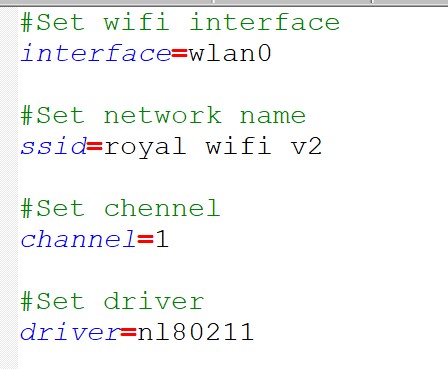 #Set wifi interface
interface=wlan0
#Set network name
ssid=royal wifi v2
#Set chennel
channel=1
#Set driver
driver=nl80211